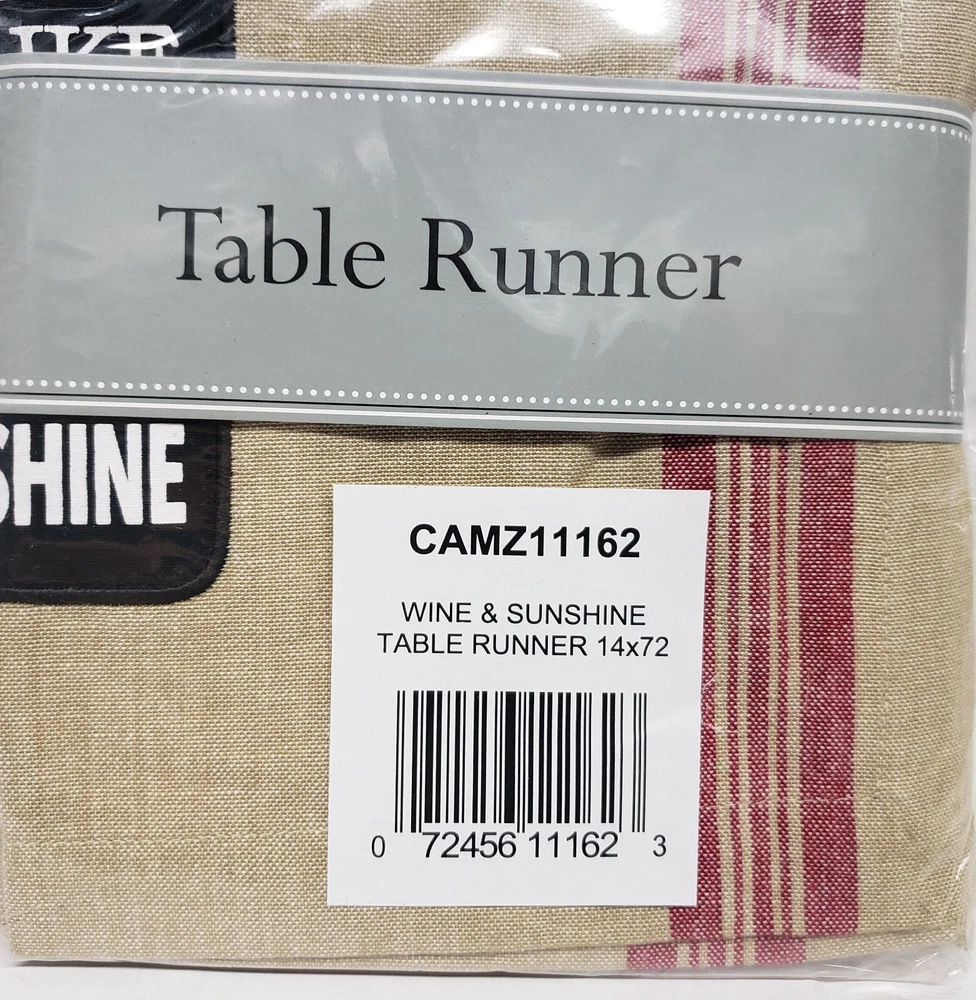 Table Runner
SHINE
CAMZ11162
WINE & SUNSHINE
TABLE RUNNER 14x72
0 72456 11162 3